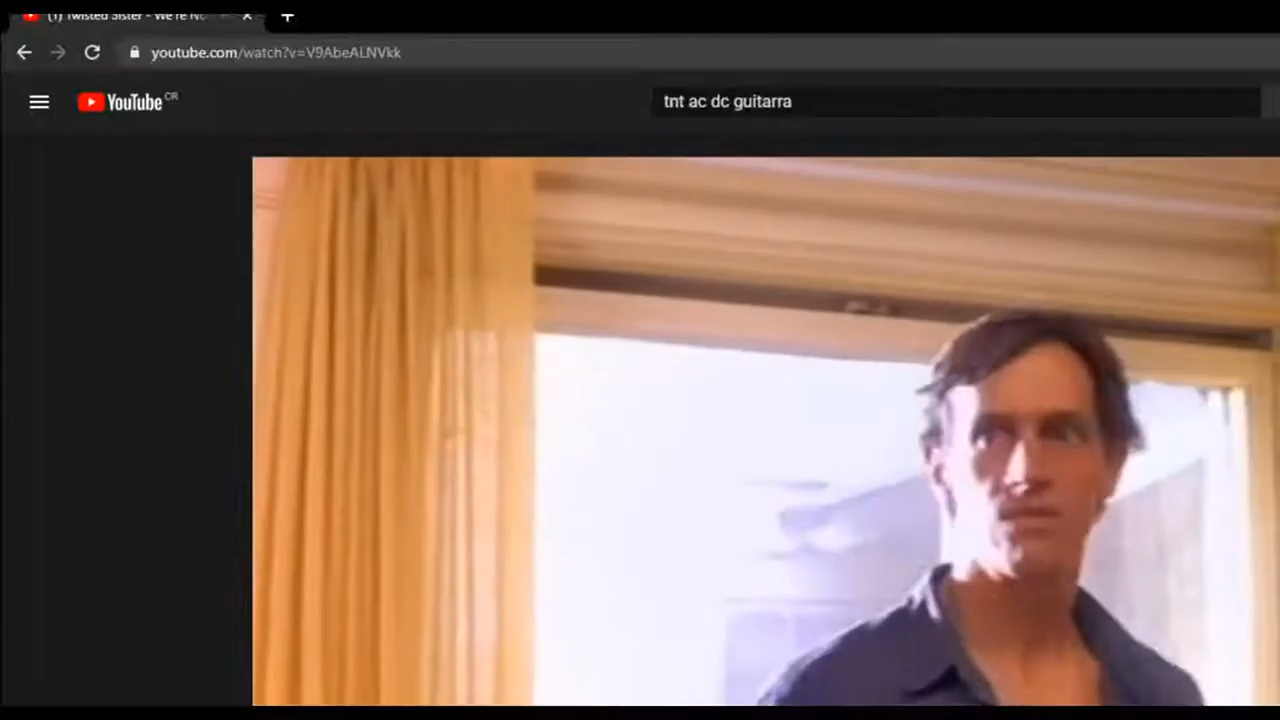 (1) Twisted Sister - We're No
youtube.com/watch?v=V9AbeALNVkk
YouTube CR
tnt ac dc guitarra